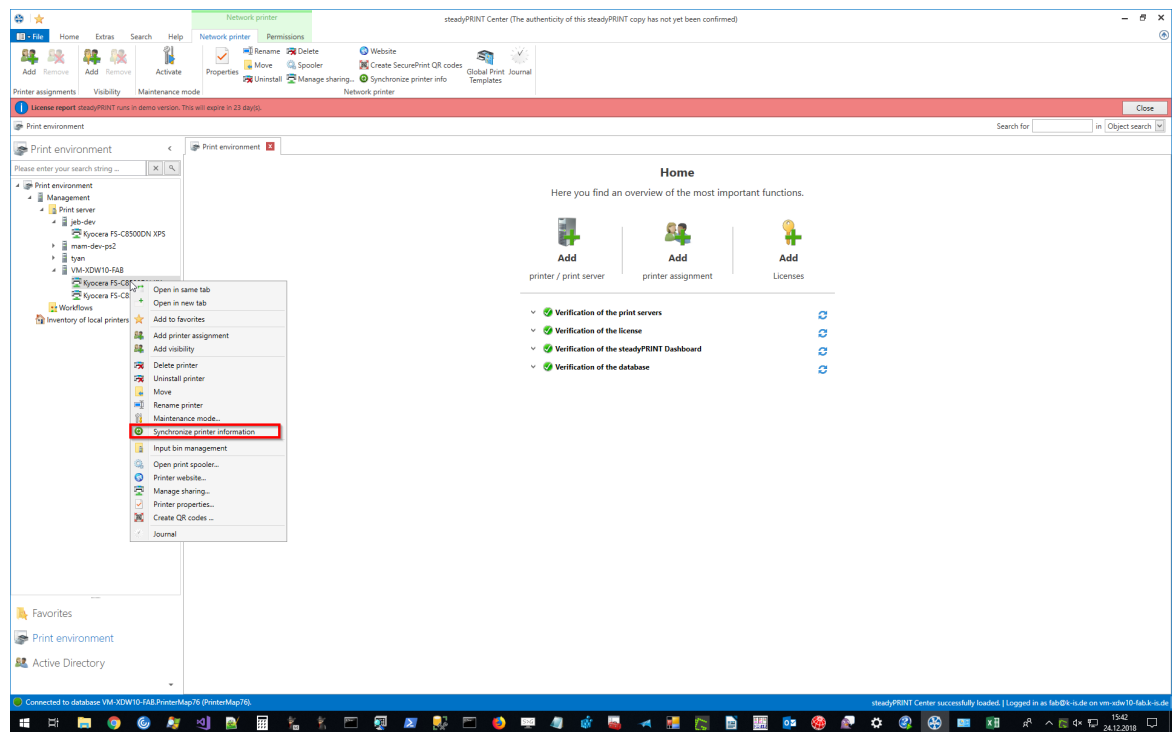 Network printer
steadyPRINT Center (The authenticity of this steadyPRINT copy has not yet been confirmed)
File Home Extras Search Help Network printer Permissions
Add Remove Add Remove Activate Properties Rename Move Uninstall Delete Spooler Manage sharing... Website Create SecurePrint QR codes Synchronize printer info Global Print Templates Journal
Printer assignments Visibility Maintenance mode Network printer
License report steadyPRINT runs in demo version. This will expire in 23 day(s). Close
Print environment Search for in Object search
Print environment
Print environment
Please enter your search string ...
Print environment
Management
Print server
jeb-dev
Kyocera FS-C8500DN XPS
mam-dev-ps2
tyan
VM-XDW10-FAB
Kyocera FS-C8
Kyocera FS-C8
Workflows
Inventory of local printers
Open in same tab
Open in new tab
Add to favorites
Add printer assignment
Add visibility
Delete printer
Uninstall printer
Move
Rename printer
Maintenance mode...
Synchronize printer information
Input bin management
Open print spooler...
Printer website...
Manage sharing...
Printer properties...
Create QR codes ...
Journal
Home
Here you find an overview of the most important functions.
Add Add Add
printer / print server printer assignment Licenses
Verification of the print servers
Verification of the license
Verification of the steadyPRINT Dashboard
Verification of the database
Favorites
Print environment
Active Directory
Connected to database VM-XDW10-FAB.PrinterMap76 (PrinterMap76). steadyPRINT Center successfully loaded. | Logged in as fab@k-is.de on vm-xdw10-fab.k-is.de
15:42
24.12.2018